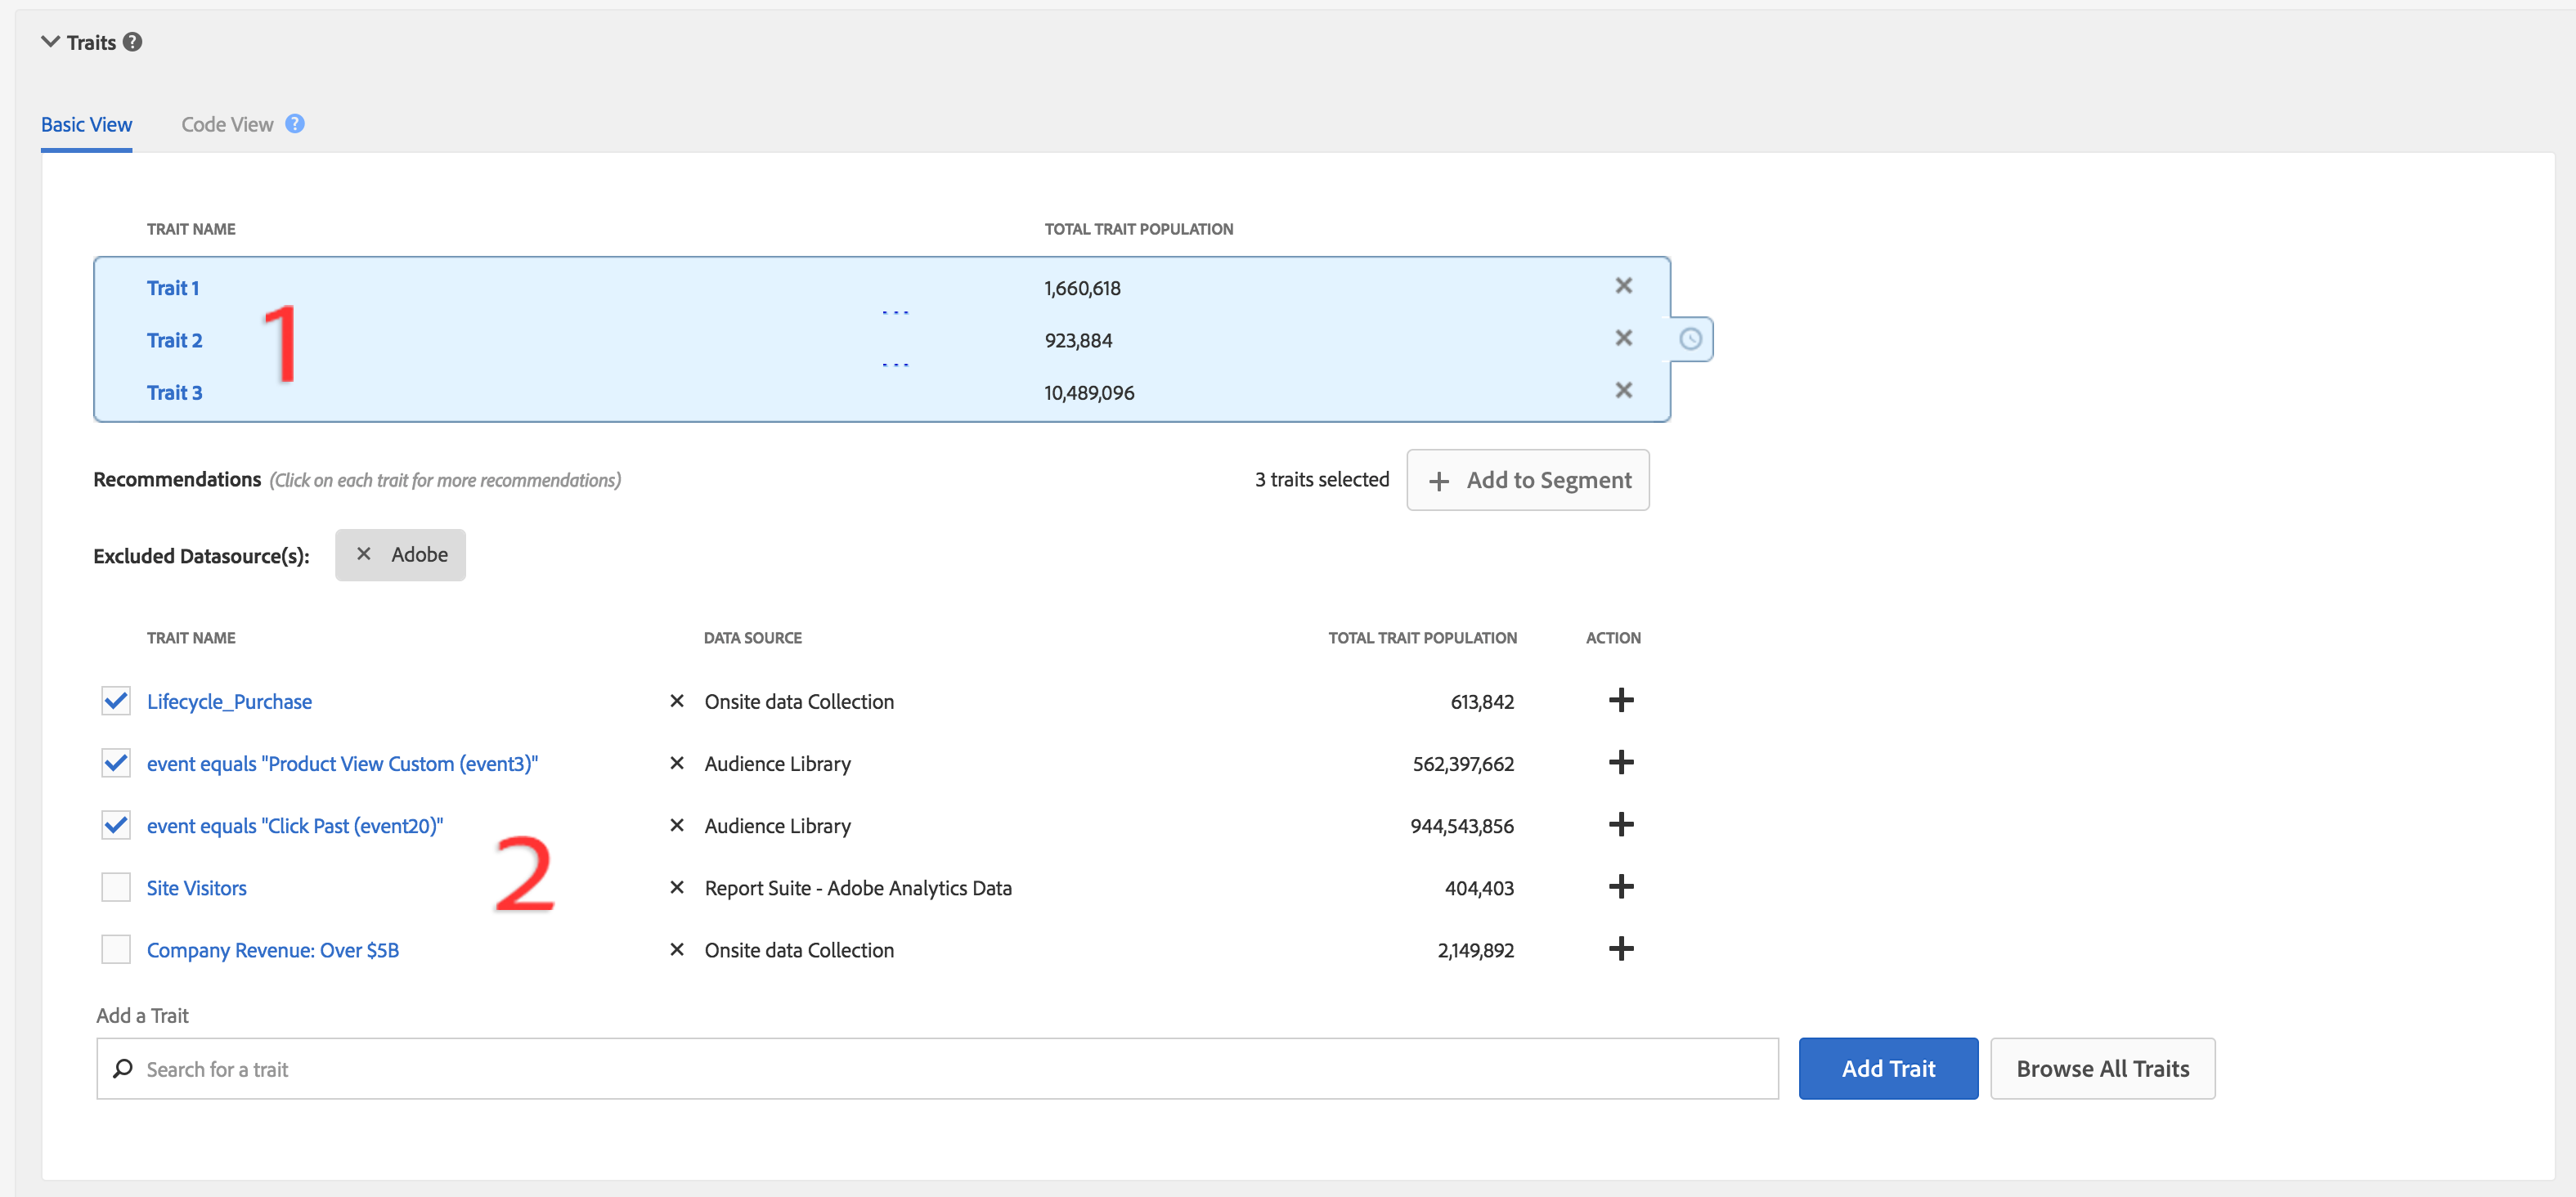 Traits ?
Basic View Code View ?
TRAIT NAME TOTAL TRAIT POPULATION
Trait 1 1,660,618
...
Trait 2 923,884
...
Trait 3 10,489,096
1
Recommendations (Click on each trait for more recommendations) 3 traits selected + Add to Segment
Excluded Datasource(s): × Adobe
TRAIT NAME DATA SOURCE TOTAL TRAIT POPULATION ACTION
Lifecycle_Purchase × Onsite data Collection 613,842 +
event equals "Product View Custom (event3)" × Audience Library 562,397,662 +
event equals "Click Past (event20)" × Audience Library 944,543,856 +
2
Site Visitors × Report Suite - Adobe Analytics Data 404,403 +
Company Revenue: Over $5B × Onsite data Collection 2,149,892 +
Add a Trait
Search for a trait Add Trait Browse All Traits